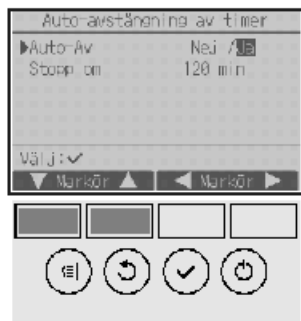 Auto-avstängning av timer
▶Auto-Av Nej /Ja
Stopp om 120 min
Välj:✓
▼ Markör ▲ ◀ Markör ▶